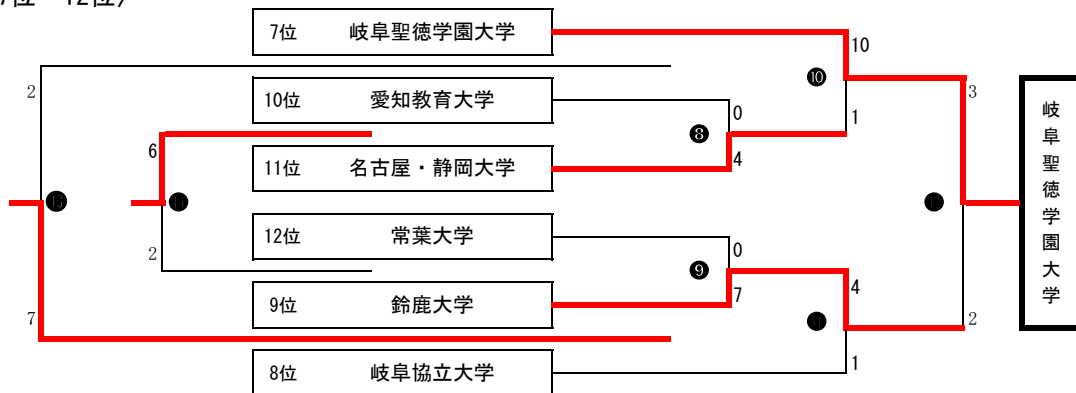 7位 岐阜聖徳学園大学
10
2
⑩
3
10位 愛知教育大学
0
1
❽
6
4
11位 名古屋・静岡大学
岐阜聖徳学園大学
12位 常葉大学
2
0
❾
4
7
9位 鈴鹿大学
7
2
1
8位 岐阜協立大学